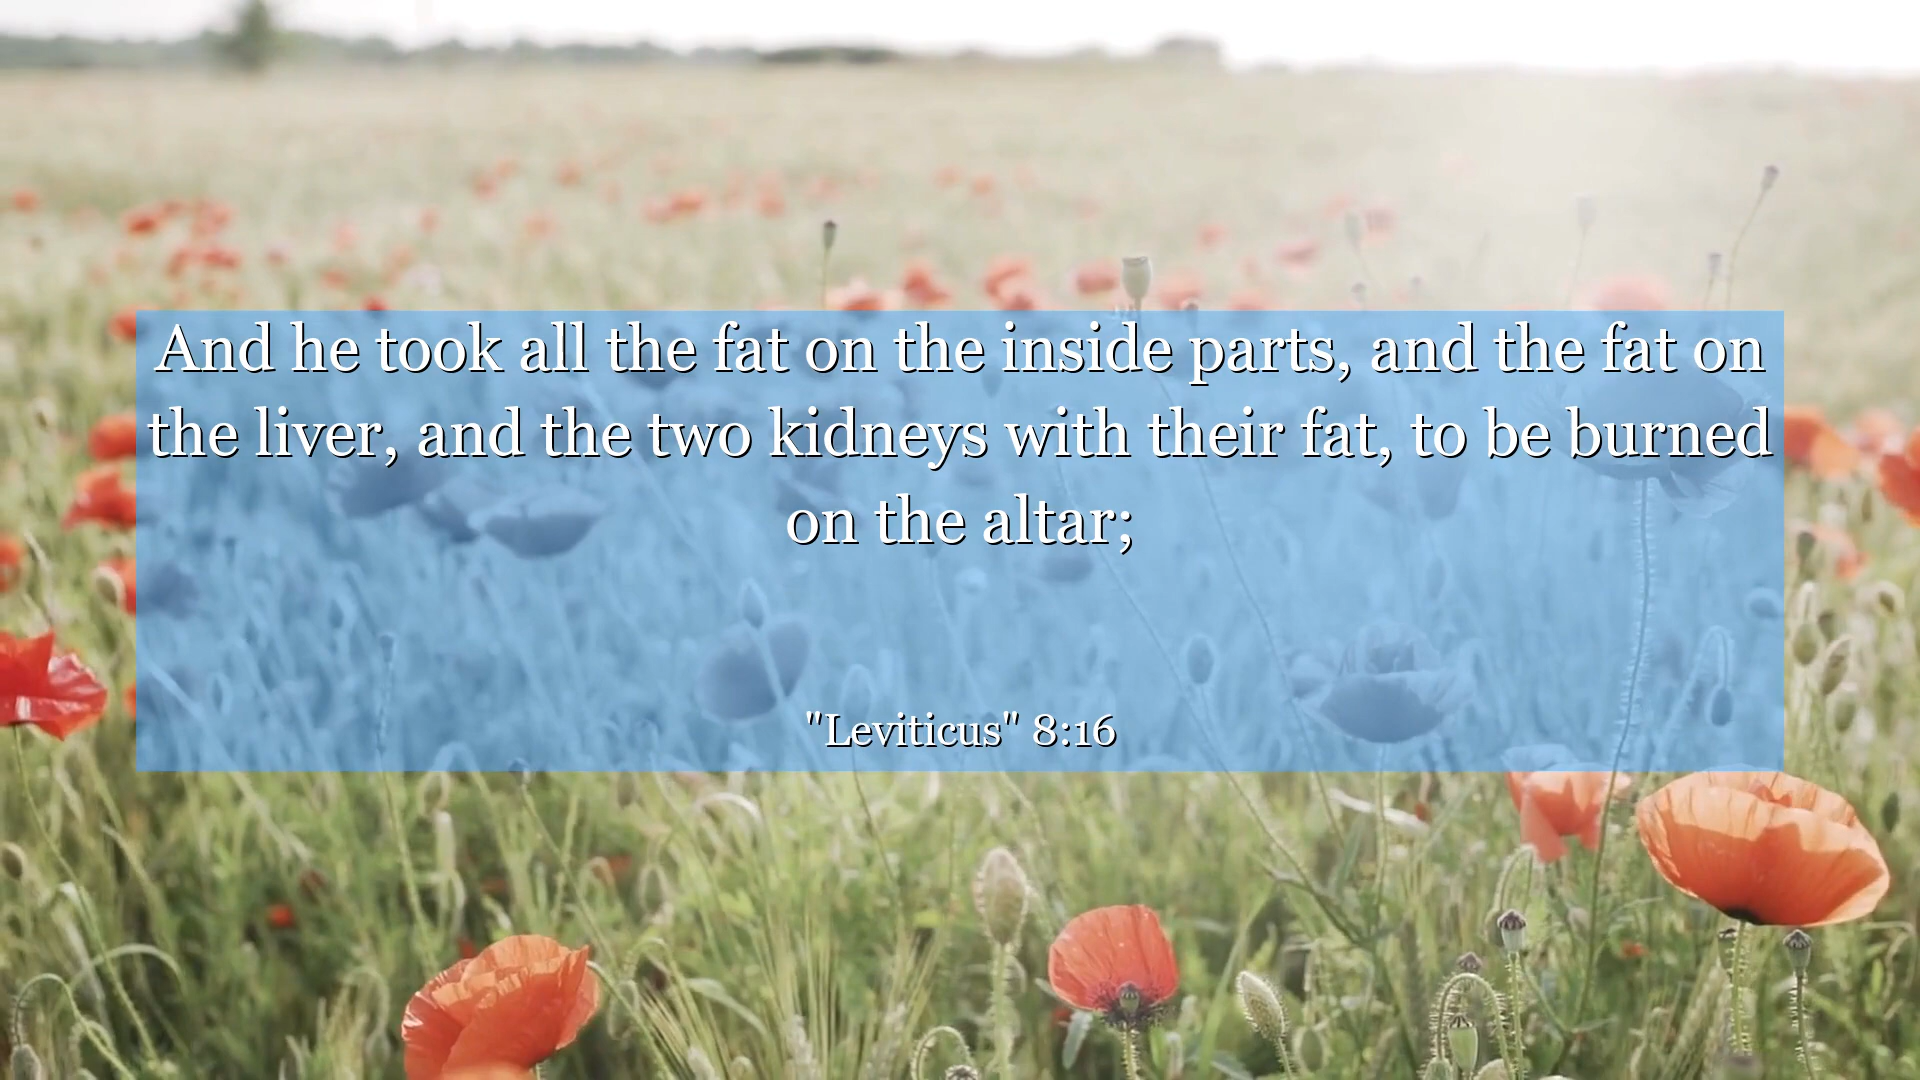 And he took all the fat on the inside parts, and the fat on
the liver, and the two kidneys with their fat, to be burned
on the altar;
"Leviticus" 8:16